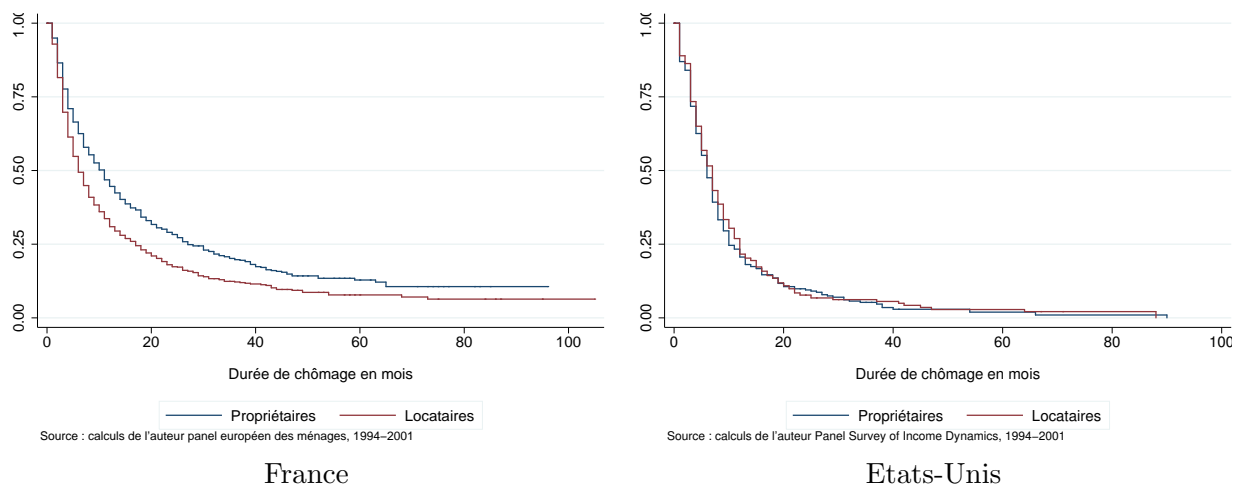 1.00
0.75
0.50
0.25
0.00
0 20 40 60 80 100
Durée de chômage en mois
Propriétaires Locataires
Source : calculs de l'auteur panel européen des ménages, 1994–2001
France
1.00
0.75
0.50
0.25
0.00
0 20 40 60 80 100
Durée de chômage en mois
Propriétaires Locataires
Source : calculs de l'auteur Panel Survey of Income Dynamics, 1994–2001
Etats-Unis